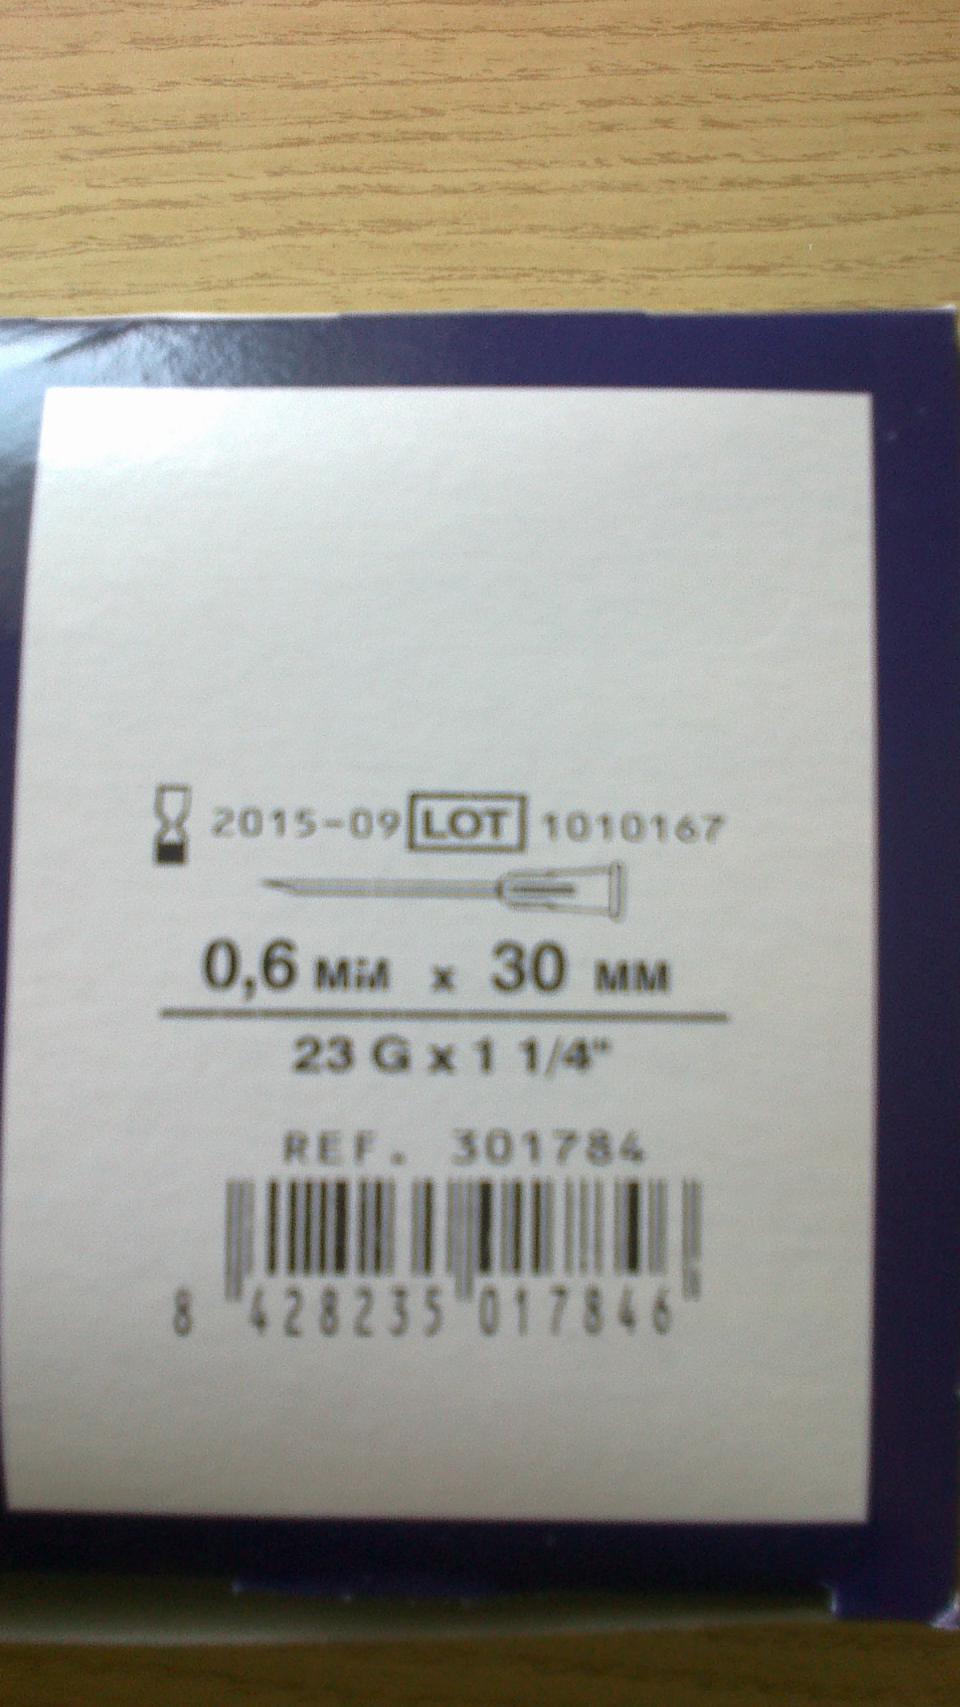 2015-09 LOT 1010167
0,6 мм x 30 мм
23 G x 1 1/4"
REF. 301784
8 428235 017846